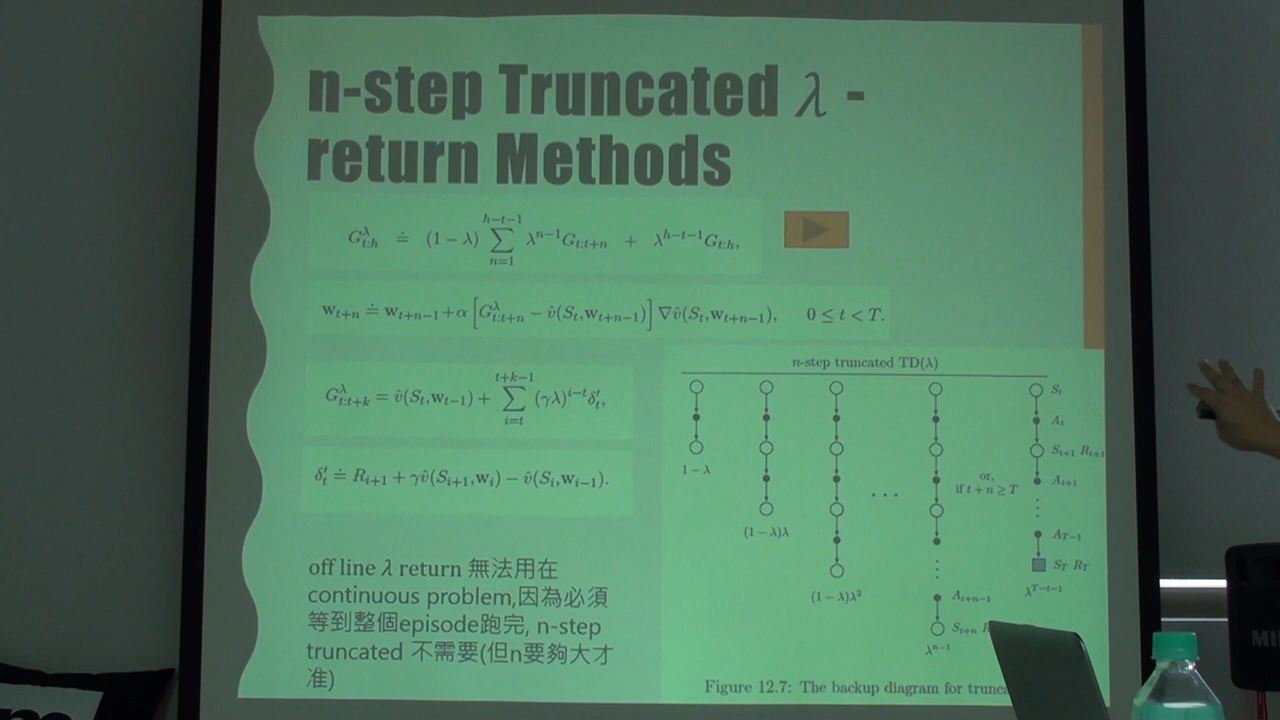 n-step Truncated λ -
return Methods
G^λ_{t:h} ≐ (1 − λ) ∑_{n=1}^{h−t−1} λ^{n−1}G_{t:t+n} + λ^{h−t−1}G_{t:h},
w_{t+n} ≐ w_{t+n−1}+α [G^λ_{t:t+n} − v̂(S_t,w_{t+n−1})] ∇v̂(S_t,w_{t+n−1}), 0 ≤ t < T.
G^λ_{t:t+k} = v̂(S_t,w_{t−1}) + ∑_{i=t}^{t+k−1} (γλ)^{i−t}δ′_t,
δ′_t ≐ R_{i+1} + γv̂(S_{i+1},w_i) − v̂(S_i,w_{i−1}).
off line λ return 無法用在
continuous problem,因為必須
等到整個episode跑完, n-step
truncated 不需要(但n要夠大才
准)
n-step truncated TD(λ)
1 − λ
(1 − λ)λ
(1 − λ)λ²
...
A_{t+n−1}
S_{t+n}
λ^{n−1}
or,
if t + n ≥ T
S_t
A_t
S_{t+1} R_{t+1}
A_{t+1}
A_{T−1}
S_T R_T
λ^{T−t−1}
Figure 12.7: The backup diagram for